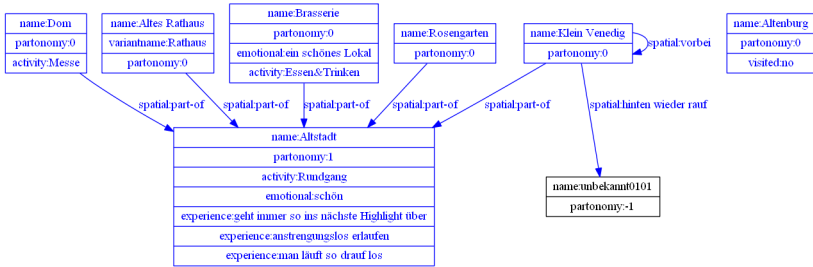 name:Dom
partonomy:0
activity:Messe
name:Altes Rathaus
variantname:Rathaus
partonomy:0
name:Brasserie
partonomy:0
emotional:ein schönes Lokal
activity:Essen&Trinken
name:Rosengarten
partonomy:0
name:Klein Venedig
partonomy:0
spatial:vorbei
name:Altenburg
partonomy:0
visited:no
spatial:part-of
spatial:part-of
spatial:part-of
spatial:part-of
spatial:part-of
spatial:hinten wieder rauf
name:Altstadt
partonomy:1
activity:Rundgang
emotional:schön
experience:geht immer so ins nächste Highlight über
experience:anstrengungslos erlaufen
experience:man läuft so drauf los
name:unbekannt0101
partonomy:-1